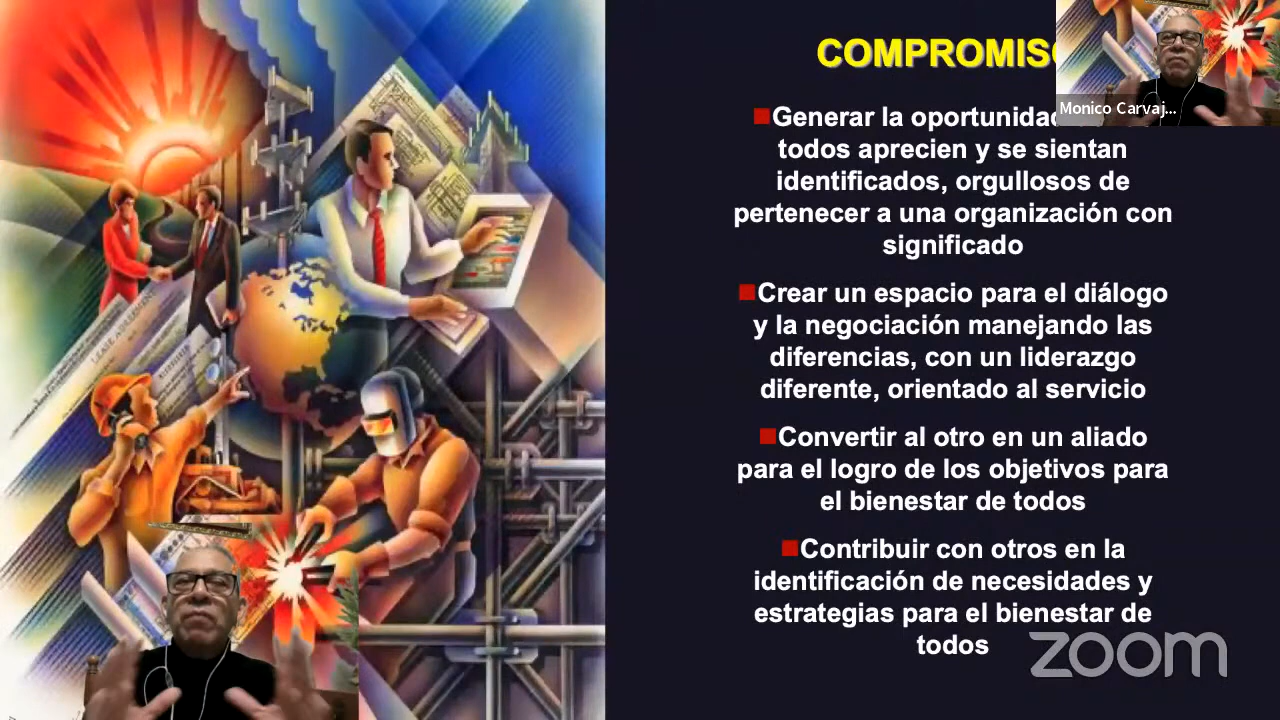 COMPROMISO
Monico Carvaj...
■Generar la oportunidad
todos aprecien y se sientan
identificados, orgullosos de
pertenecer a una organización con
significado
■Crear un espacio para el diálogo
y la negociación manejando las
diferencias, con un liderazgo
diferente, orientado al servicio
■Convertir al otro en un aliado
para el logro de los objetivos para
el bienestar de todos
■Contribuir con otros en la
identificación de necesidades y
estrategias para el bienestar de
todos
zoom